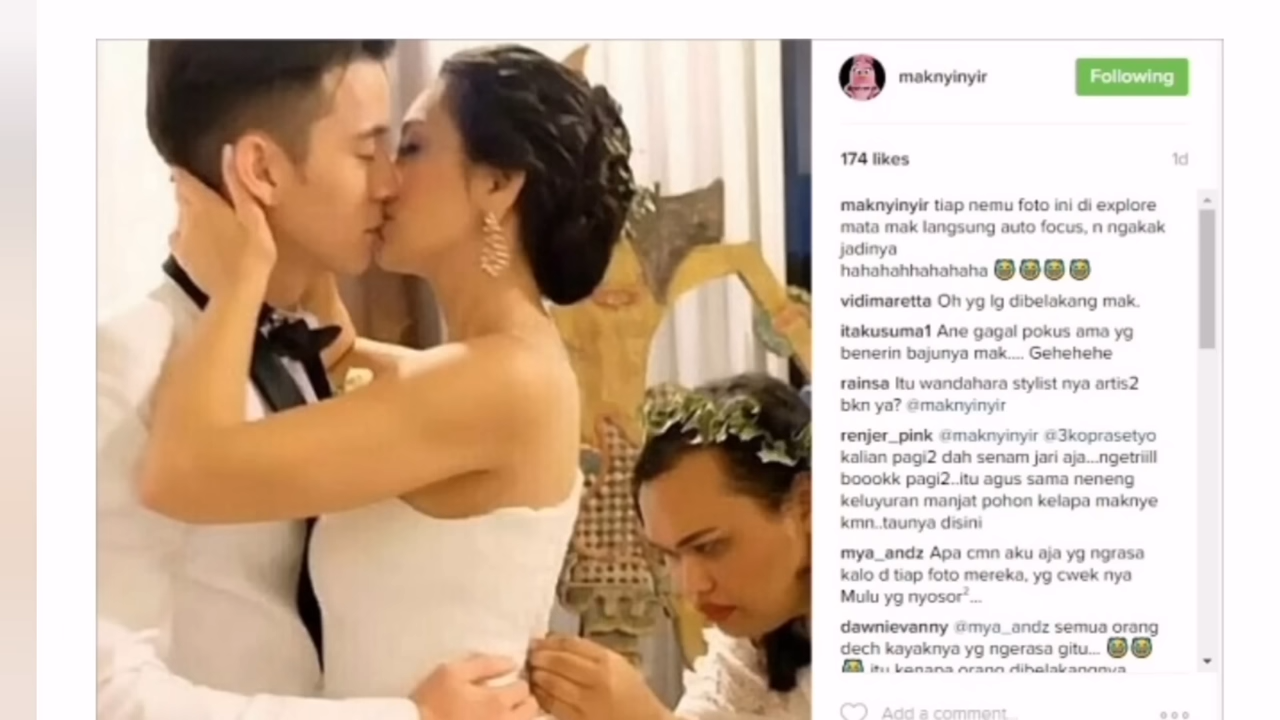 maknyinyir
Following
174 likes
1d
maknyinyir tiap nemu foto ini di explore
mata mak langsung auto focus, n ngakak
jadinya
hahahahhahahaha
vidimaretta Oh yg lg dibelakang mak.
itakusuma1 Ane gagal pokus ama yg
benerin bajunya mak.... Gehehehe
rainsa Itu wandahara stylist nya artis2
bkn ya? @maknyinyir
renjer_pink @maknyinyir @3koprasetyo
kalian pagi2 dah senam jari aja...ngetriill
boookk pagi2..itu agus sama neneng
keluyuran manjat pohon kelapa maknye
kmn..taunya disini
mya_andz Apa cmn aku aja yg ngrasa
kalo d tiap foto mereka, yg cwek nya
Mulu yg nyosor²...
dawnievanny @mya_andz semua orang
dech kayaknya yg ngerasa gitu...
itu kenapa orang dibelakangnya
Add a comment...